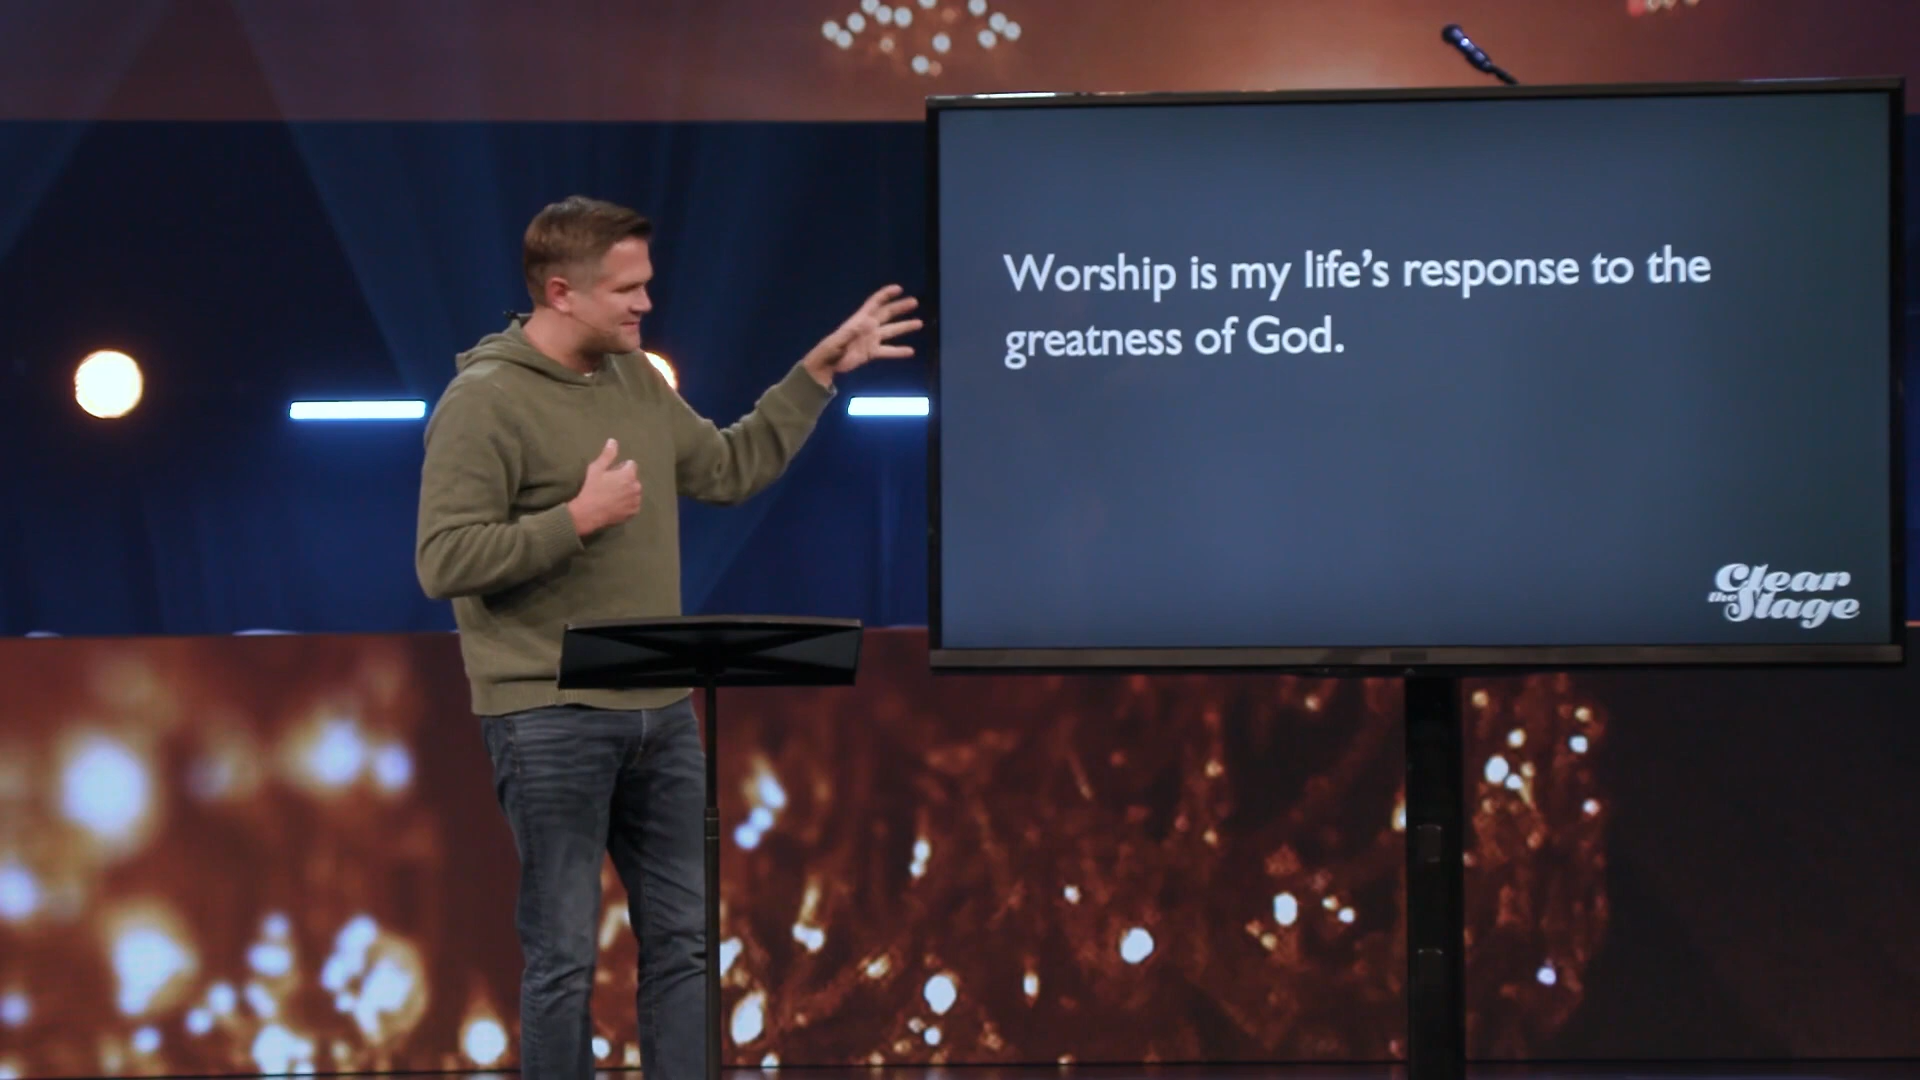 Worship is my life’s response to the
greatness of God.
Clear
the Stage